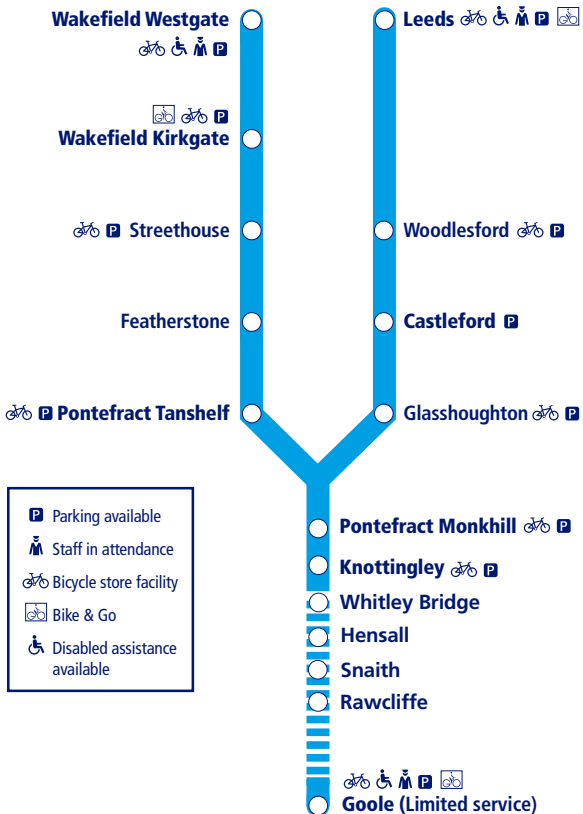 Wakefield Westgate
P
Leeds P
P
Wakefield Kirkgate
P Streethouse
Woodlesford P
Featherstone
Castleford P
P Pontefract Tanshelf
Glasshoughton P
P Parking available
Staff in attendance
Bicycle store facility
Bike & Go
Disabled assistance
available
Pontefract Monkhill P
Knottingley P
Whitley Bridge
Hensall
Snaith
Rawcliffe
P
Goole (Limited service)